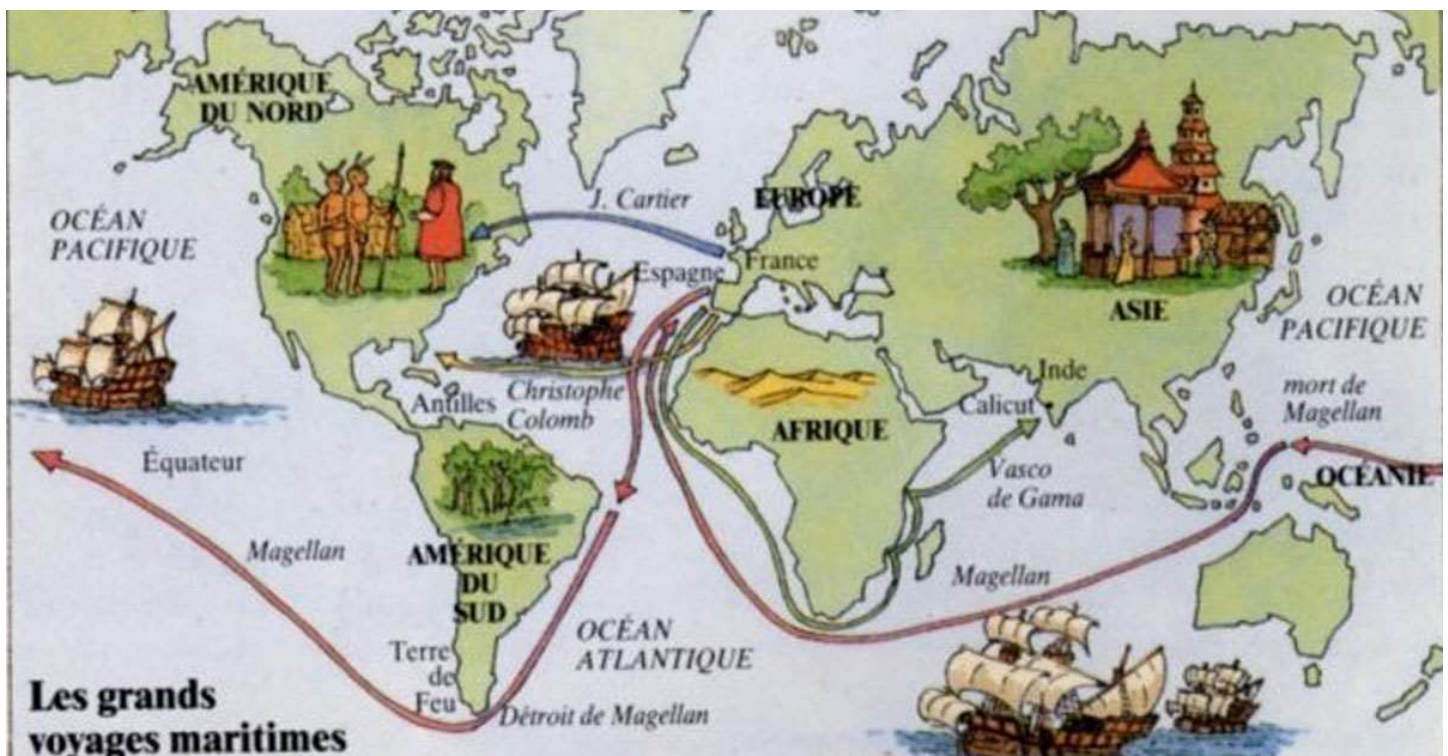 AMÉRIQUE
DU NORD
OCÉAN
PACIFIQUE
J. Cartier
EUROPE
Espagne
France
ASIE
OCÉAN
PACIFIQUE
Antilles
Christophe
Colomb
AFRIQUE
Inde
Calicut
mort de
Magellan
Équateur
Vasco
de Gama
OCÉANIE
Magellan
AMÉRIQUE
DU
SUD
Magellan
OCÉAN
ATLANTIQUE
Terre
de
Feu
Détroit de Magellan
Les grands
voyages maritimes